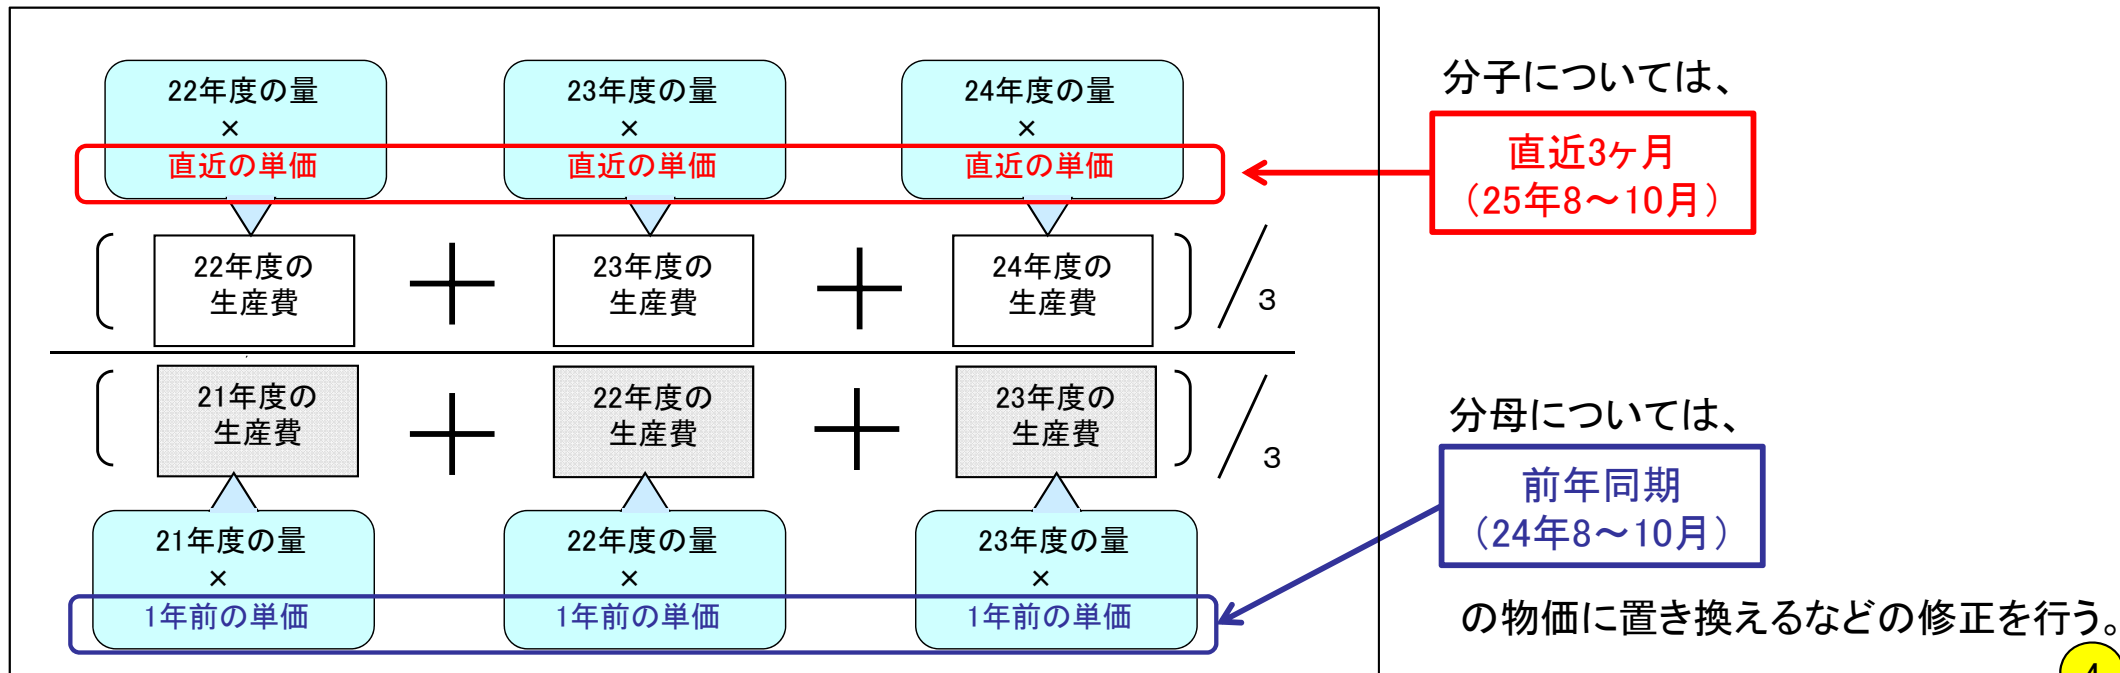 22年度の量
×
直近の単価
23年度の量
×
直近の単価
24年度の量
×
直近の単価
22年度の
生産費
+
23年度の
生産費
+
24年度の
生産費
/3
21年度の
生産費
+
22年度の
生産費
+
23年度の
生産費
/3
21年度の量
×
1年前の単価
22年度の量
×
1年前の単価
23年度の量
×
1年前の単価
分子については、
直近3ヶ月
（25年8～10月）
分母については、
前年同期
（24年8～10月）
の物価に置き換えるなどの修正を行う。